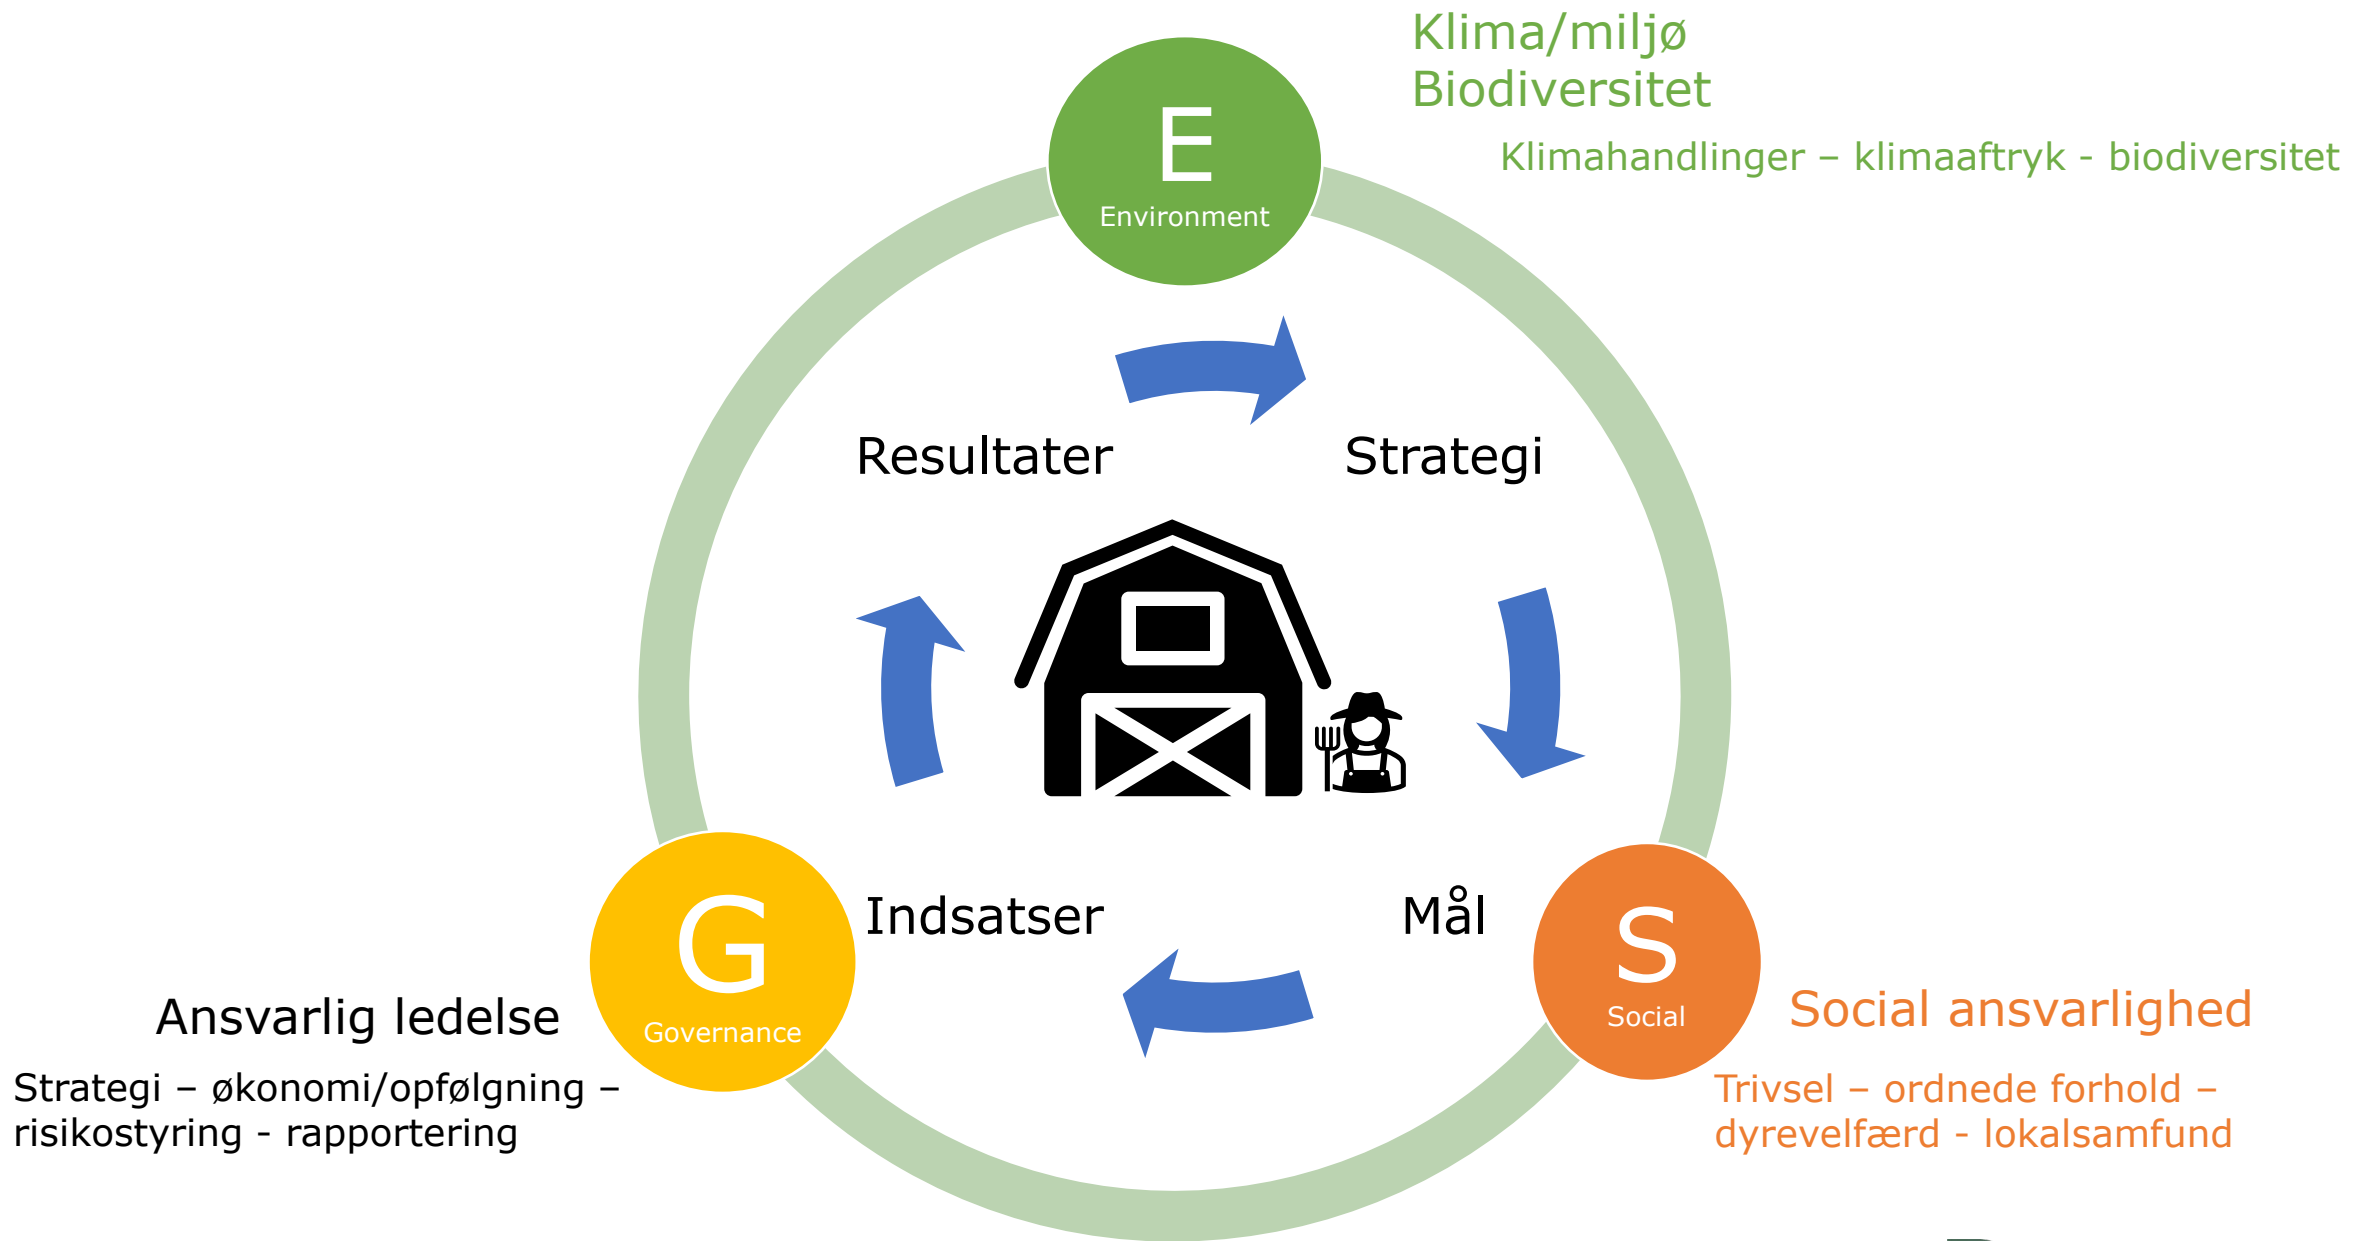 Klima/miljø
Biodiversitet
Klimahandlinger – klimaaftryk - biodiversitet
E
Environment
Resultater
Strategi
Indsatser
Mål
G
Governance
S
Social
Ansvarlig ledelse
Strategi – økonomi/opfølgning –
risikostyring - rapportering
Social ansvarlighed
Trivsel – ordnede forhold –
dyrevelfærd - lokalsamfund